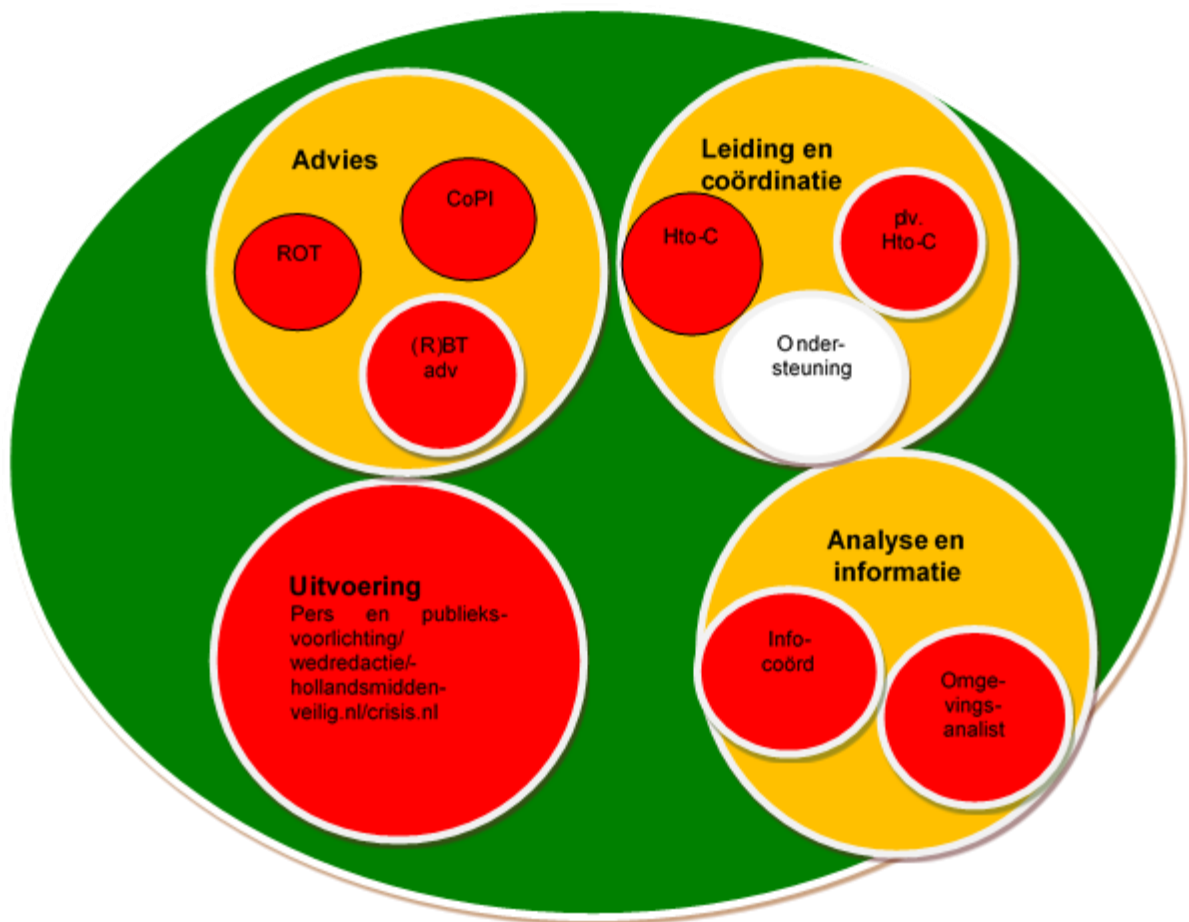 Advies
CoPI
ROT
(R)BT
adv
Leiding en
coördinatie
Hto-C
plv.
Hto-C
Onder-
steuning
Uitvoering
Pers en publieks-
voorlichting/
wedredactie/-
hollandsmidden-
veilig.nl/crisis.nl
Analyse en
informatie
Info-
coörd
Omge-
vings-
analist